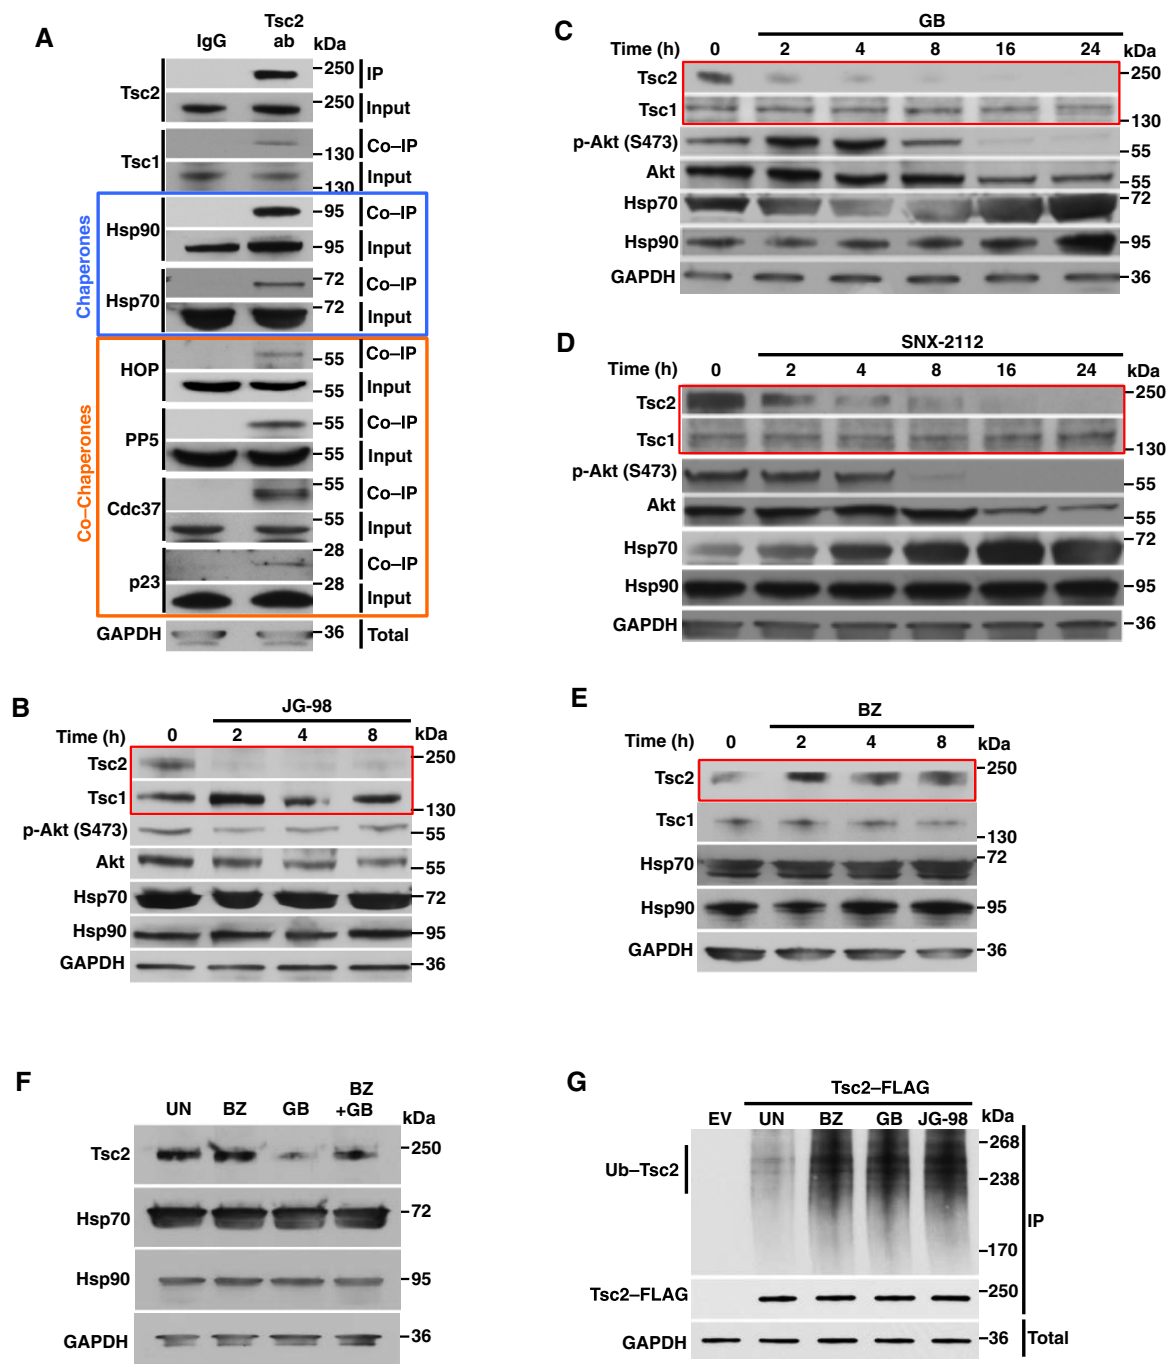 A
IgG
Tsc2 ab
kDa
Tsc2
250
IP
250
Input
Tsc1
130
Co–IP
130
Input
Chaperones
Hsp90
95
Co–IP
95
Input
Hsp70
72
Co–IP
72
Input
Co–Chaperones
HOP
55
Co–IP
55
Input
PP5
55
Co–IP
55
Input
Cdc37
55
Co–IP
55
Input
p23
28
Co–IP
28
Input
GAPDH
36
Total
B
JG-98
Time (h) 0 2 4 8 kDa
Tsc2 250
Tsc1 130
p-Akt (S473) 55
Akt 55
Hsp70 72
Hsp90 95
GAPDH 36
C
GB
Time (h) 0 2 4 8 16 24 kDa
Tsc2 250
Tsc1 130
p-Akt (S473) 55
Akt 55
Hsp70 72
Hsp90 95
GAPDH 36
D
SNX-2112
Time (h) 0 2 4 8 16 24 kDa
Tsc2 250
Tsc1 130
p-Akt (S473) 55
Akt 55
Hsp70 72
Hsp90 95
GAPDH 36
E
BZ
Time (h) 0 2 4 8 kDa
Tsc2 250
Tsc1 130
Hsp70 72
Hsp90 95
GAPDH 36
F
UN BZ GB BZ +GB kDa
Tsc2 250
Hsp70 72
Hsp90 95
GAPDH 36
G
Tsc2–FLAG
EV UN BZ GB JG-98 kDa
Ub–Tsc2
268
238
170
IP
Tsc2–FLAG 250
GAPDH 36 Total